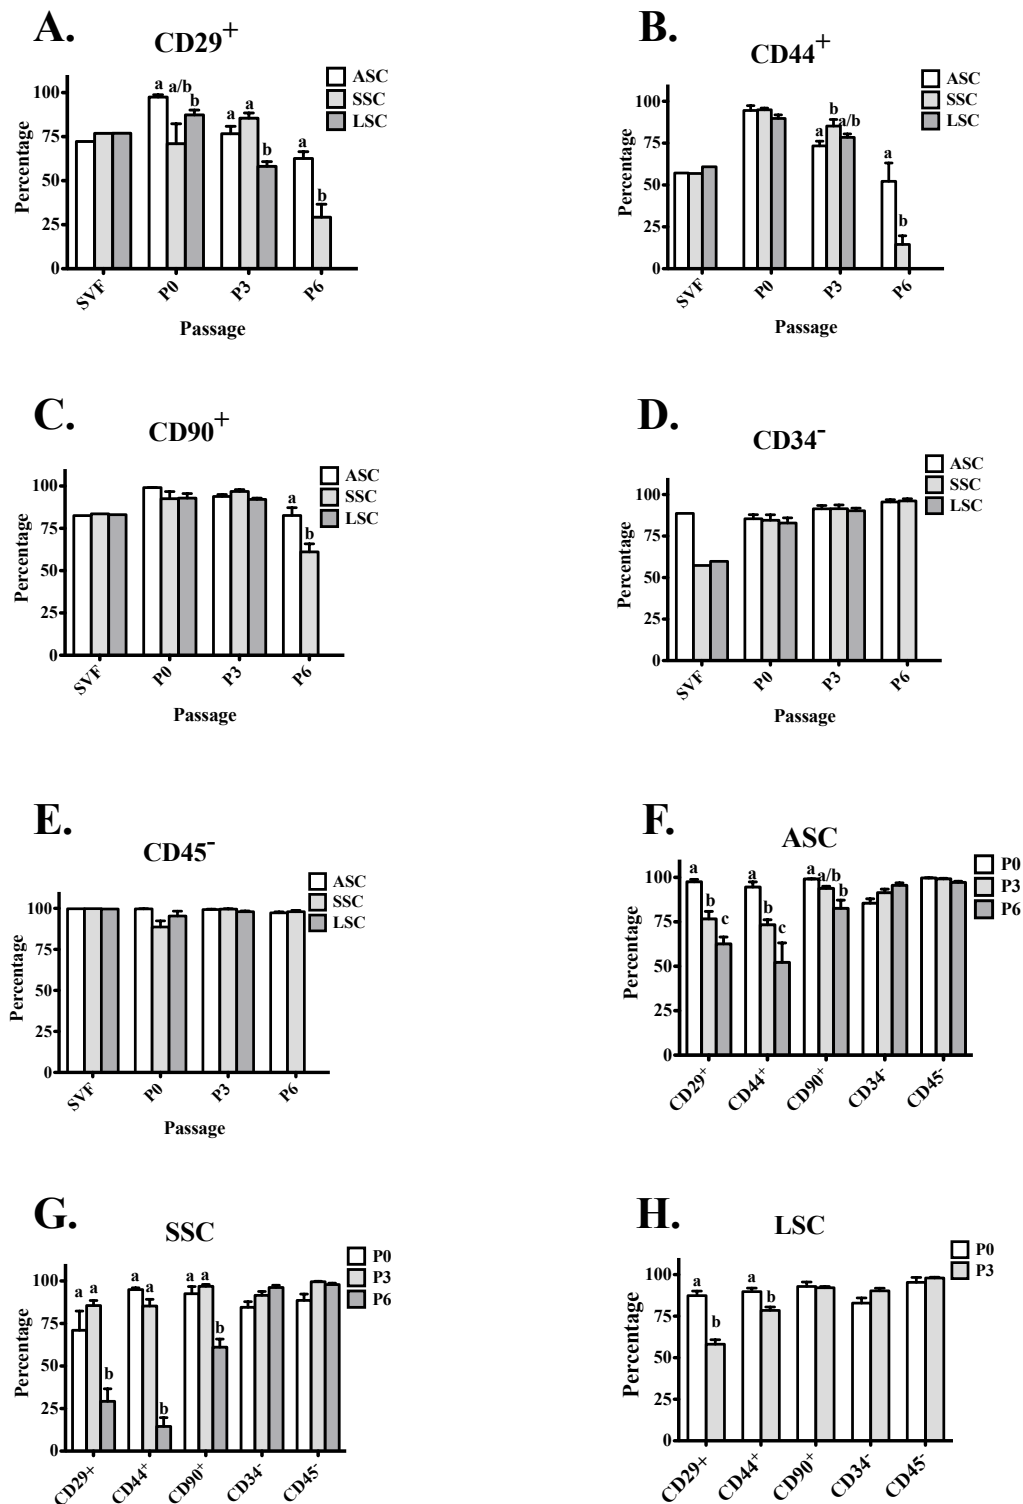 A.
CD29⁺
ASC
SSC
LSC
Percentage
100
75
50
25
0
a a/b b
a a b
a b
SVF P0 P3 P6
Passage
B.
CD44⁺
ASC
SSC
LSC
Percentage
100
75
50
25
0
a b a/b
a b
SVF P0 P3 P6
Passage
C.
CD90⁺
ASC
SSC
LSC
Percentage
100
75
50
25
0
a b
SVF P0 P3 P6
Passage
D.
CD34⁻
ASC
SSC
LSC
Percentage
100
75
50
25
0
SVF P0 P3 P6
Passage
E.
CD45⁻
ASC
SSC
LSC
Percentage
100
75
50
25
0
SVF P0 P3 P6
Passage
F.
ASC
P0
P3
P6
Percentage
100
75
50
25
0
a b c
a b c
a a/b b
CD29⁺ CD44⁺ CD90⁺ CD34⁻ CD45⁻
G.
SSC
P0
P3
P6
Percentage
100
75
50
25
0
a a b
a a b
a a b
CD29+ CD44⁺ CD90⁺ CD34⁻ CD45⁻
H.
LSC
P0
P3
Percentage
100
75
50
25
0
a b
a b
CD29+ CD44⁺ CD90⁺ CD34⁻ CD45⁻